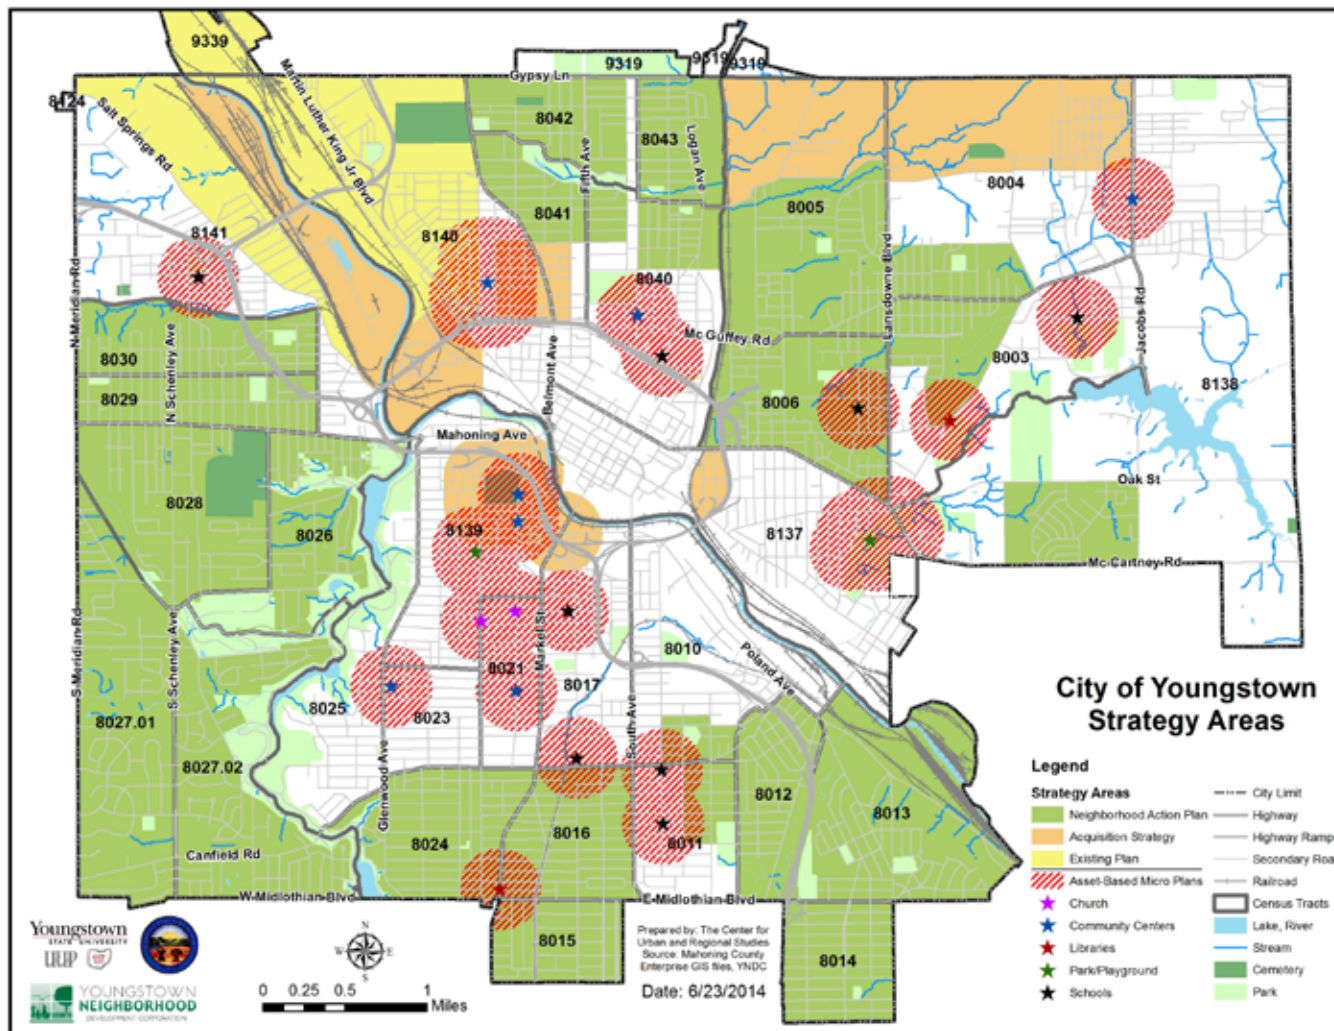 9339
9319
9319
9319
Gypsy Ln
8124
Salt Springs Rd
Martin Luther King Jr Blvd
8042
8043
Fifth Ave
Logan Ave
8004
8005
8041
8141
8140
N Meridian Rd
8040
Lansdowne Blvd
Jacobs Rd
Mc Guffey Rd
8003
8138
8030
N Schenley Ave
8029
Belmont Ave
8006
Mahoning Ave
8028
Oak St
8026
8139
8137
Mc Cartney Rd
S Meridian Rd
S Schenley Ave
Market St
8010
Poland Ave
8021
8017
8025
8023
South Ave
8027.01
8027.02
Glenwood Ave
8012
8013
8024
8016
8011
Canfield Rd
W Midlothian Blvd
E Midlothian Blvd
8015
8014
City of Youngstown
Strategy Areas
Legend
Strategy Areas
Neighborhood Action Plan
Acquisition Strategy
Existing Plan
Asset-Based Micro Plans
Church
Community Centers
Libraries
Park/Playground
Schools
City Limit
Highway
Highway Ramp
Secondary Roa
Railroad
Census Tracts
Lake, River
Stream
Cemetery
Park
Youngstown
STATE UNIVERSITY
YOUNGSTOWN
NEIGHBORHOOD
DEVELOPMENT CORPORATION
N
W E
S
0 0.25 0.5 1
Miles
Prepared by: The Center for
Urban and Regional Studies
Source: Mahoning County
Enterprise GIS files, YNDC
Date: 6/23/2014